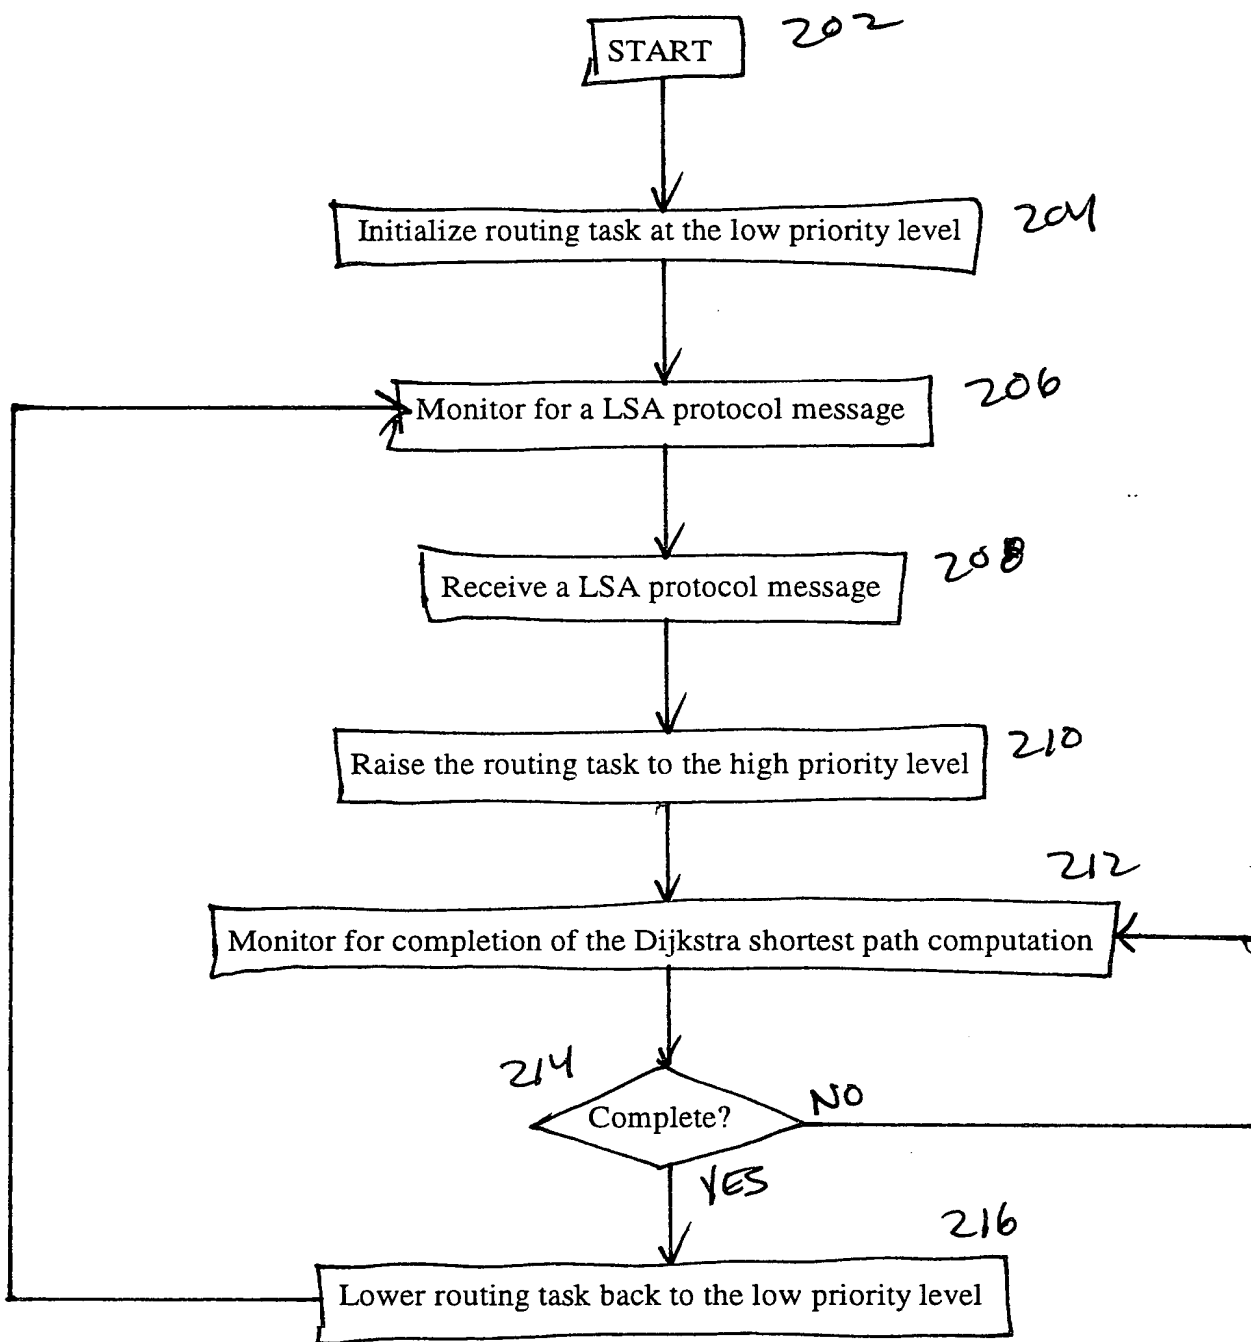 START 202
Initialize routing task at the low priority level 204
Monitor for a LSA protocol message 206
Receive a LSA protocol message 208
Raise the routing task to the high priority level 210
212
Monitor for completion of the Dijkstra shortest path computation
214
Complete? NO
YES
216
Lower routing task back to the low priority level